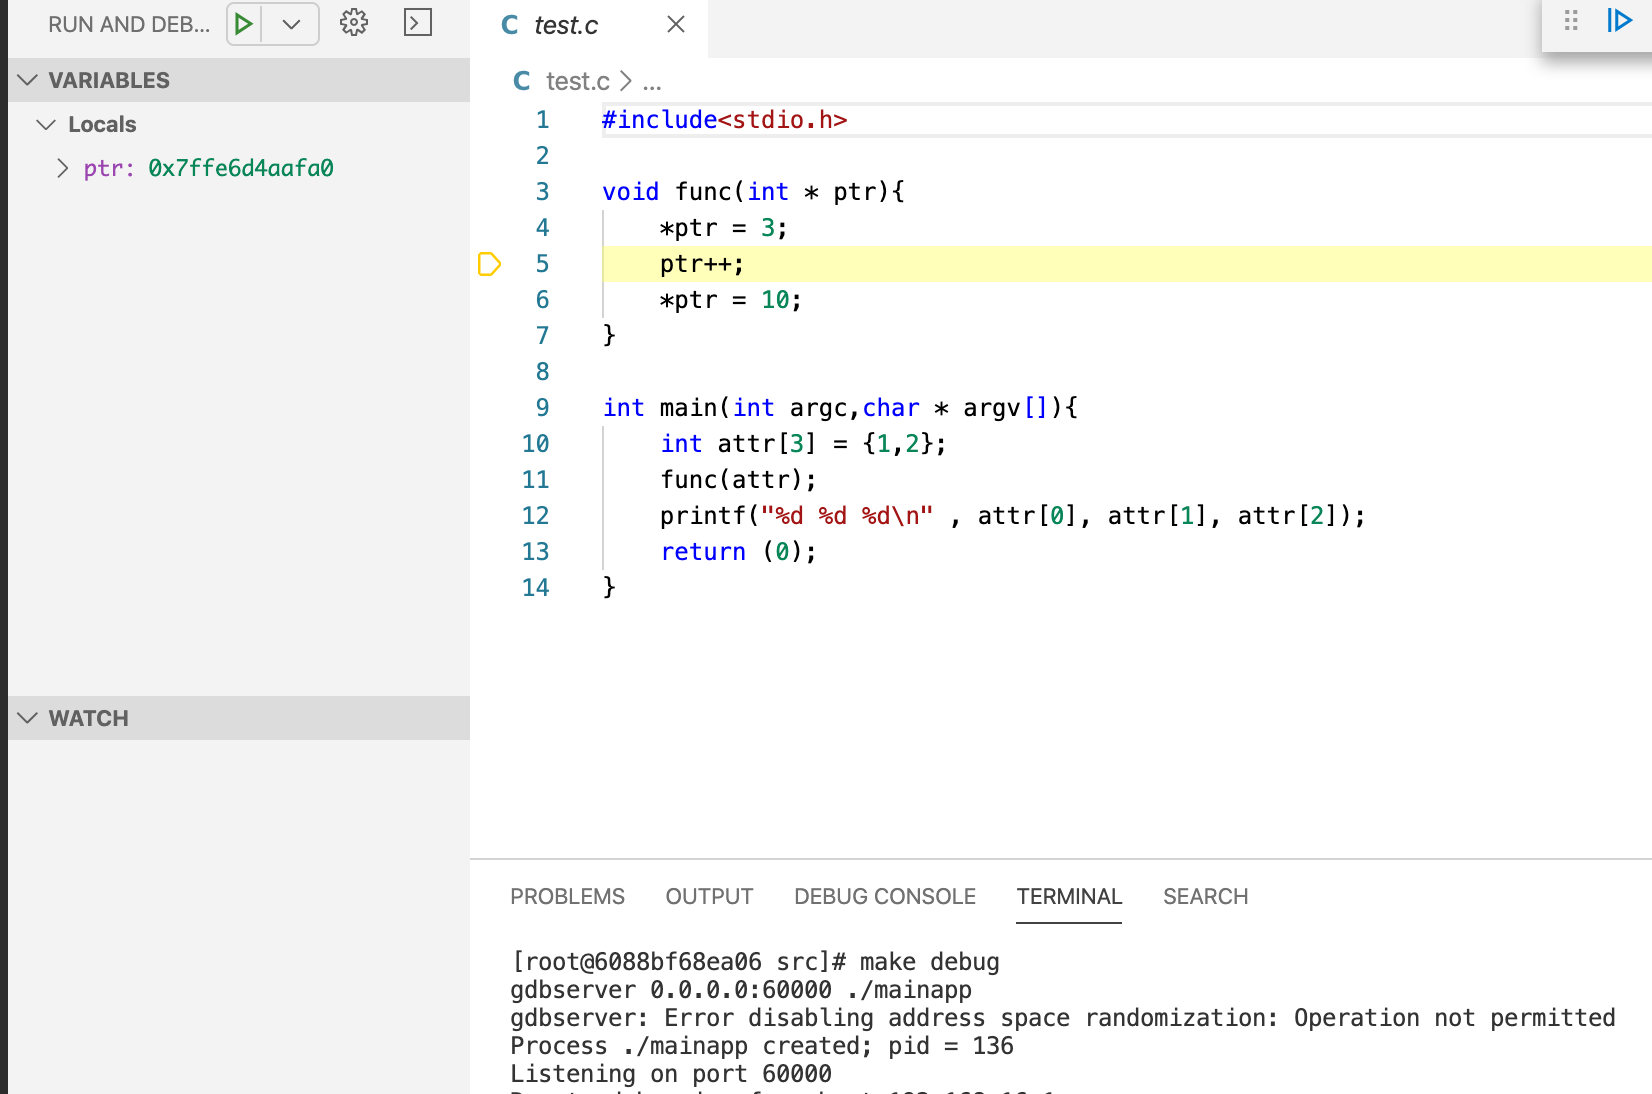 RUN AND DEB...
VARIABLES
Locals
ptr: 0x7ffe6d4aafa0
WATCH
C test.c
C test.c > ...
1 #include<stdio.h>
2
3 void func(int * ptr){
4 *ptr = 3;
5 ptr++;
6 *ptr = 10;
7 }
8
9 int main(int argc,char * argv[]){
10 int attr[3] = {1,2};
11 func(attr);
12 printf("%d %d %d\n" , attr[0], attr[1], attr[2]);
13 return (0);
14 }
PROBLEMS OUTPUT DEBUG CONSOLE TERMINAL SEARCH
[root@6088bf68ea06 src]# make debug
gdbserver 0.0.0.0:60000 ./mainapp
gdbserver: Error disabling address space randomization: Operation not permitted
Process ./mainapp created; pid = 136
Listening on port 60000